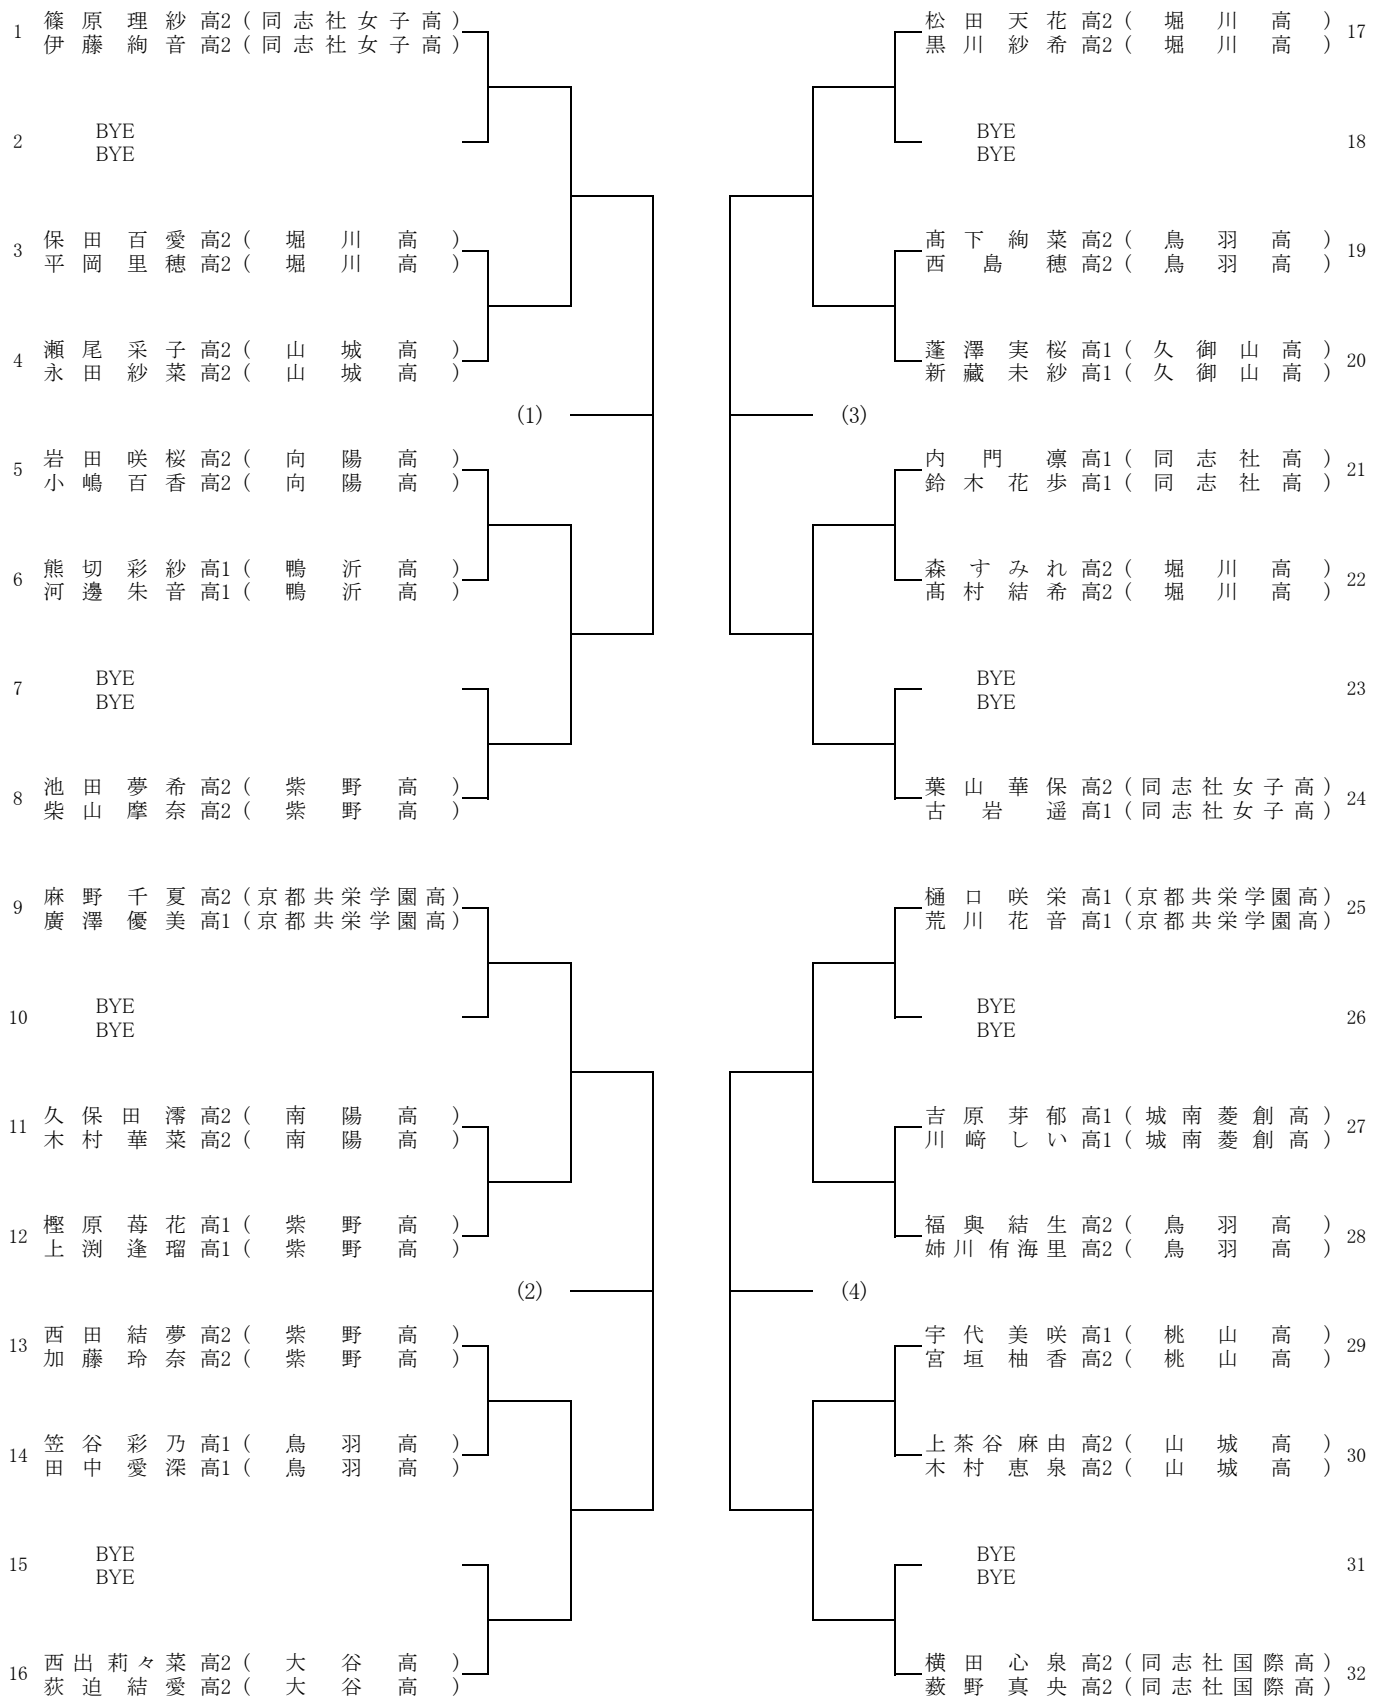 1 篠原理紗 高2 (同志社女子高)
伊藤絢音 高2 (同志社女子高)
2 BYE
BYE
3 保田百愛 高2 (堀川高)
平岡里穂 高2 (堀川高)
4 瀬尾采子 高2 (山城高)
永田紗菜 高2 (山城高)
(1)
5 岩田咲桜 高2 (向陽高)
小嶋百香 高2 (向陽高)
6 熊切彩紗 高1 (鴨沂高)
河邊朱音 高1 (鴨沂高)
7 BYE
BYE
8 池田夢希 高2 (紫野高)
柴山摩奈 高2 (紫野高)
9 麻野千夏 高2 (京都共栄学園高)
廣澤優美 高1 (京都共栄学園高)
10 BYE
BYE
11 久保田澪 高2 (南陽高)
木村華菜 高2 (南陽高)
12 樫原苺花 高1 (紫野高)
上渕逢瑠 高1 (紫野高)
(2)
13 西田結夢 高2 (紫野高)
加藤玲奈 高2 (紫野高)
14 笠谷彩乃 高1 (鳥羽高)
田中愛深 高1 (鳥羽高)
15 BYE
BYE
16 西出莉々菜 高2 (大谷高)
荻迫結愛 高2 (大谷高)
松田天花 高2 (堀川高) 17
黒川紗希 高2 (堀川高)
BYE 18
BYE
髙下絢菜 高2 (鳥羽高) 19
西島穂 高2 (鳥羽高)
蓬澤実桜 高1 (久御山高) 20
新藏未紗 高1 (久御山高)
(3)
内門凛 高1 (同志社高) 21
鈴木花歩 高1 (同志社高)
森すみれ 高2 (堀川高) 22
髙村結希 高2 (堀川高)
BYE 23
BYE
葉山華保 高2 (同志社女子高) 24
古岩遥 高1 (同志社女子高)
樋口咲栄 高1 (京都共栄学園高) 25
荒川花音 高1 (京都共栄学園高)
BYE 26
BYE
吉原芽郁 高1 (城南菱創高) 27
川﨑しい 高1 (城南菱創高)
福與結生 高2 (鳥羽高) 28
姉川侑海里 高2 (鳥羽高)
(4)
宇代美咲 高1 (桃山高) 29
宮垣柚香 高2 (桃山高)
上茶谷麻由 高2 (山城高) 30
木村恵泉 高2 (山城高)
BYE 31
BYE
横田心泉 高2 (同志社国際高) 32
薮野真央 高2 (同志社国際高)